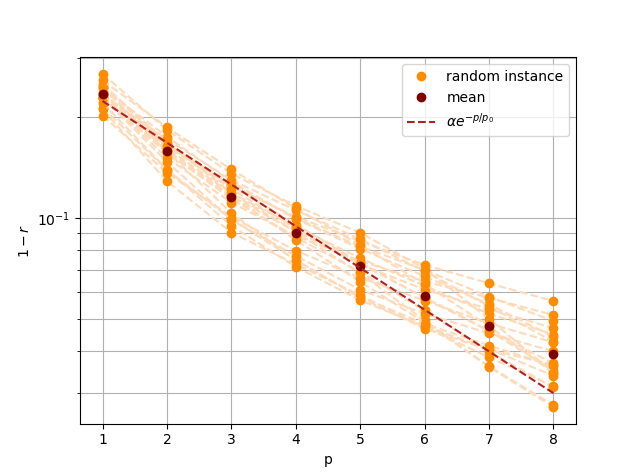 random instance
mean
αe^{-p/p₀}
1 − r
10⁻¹
1 2 3 4 5 6 7 8
p